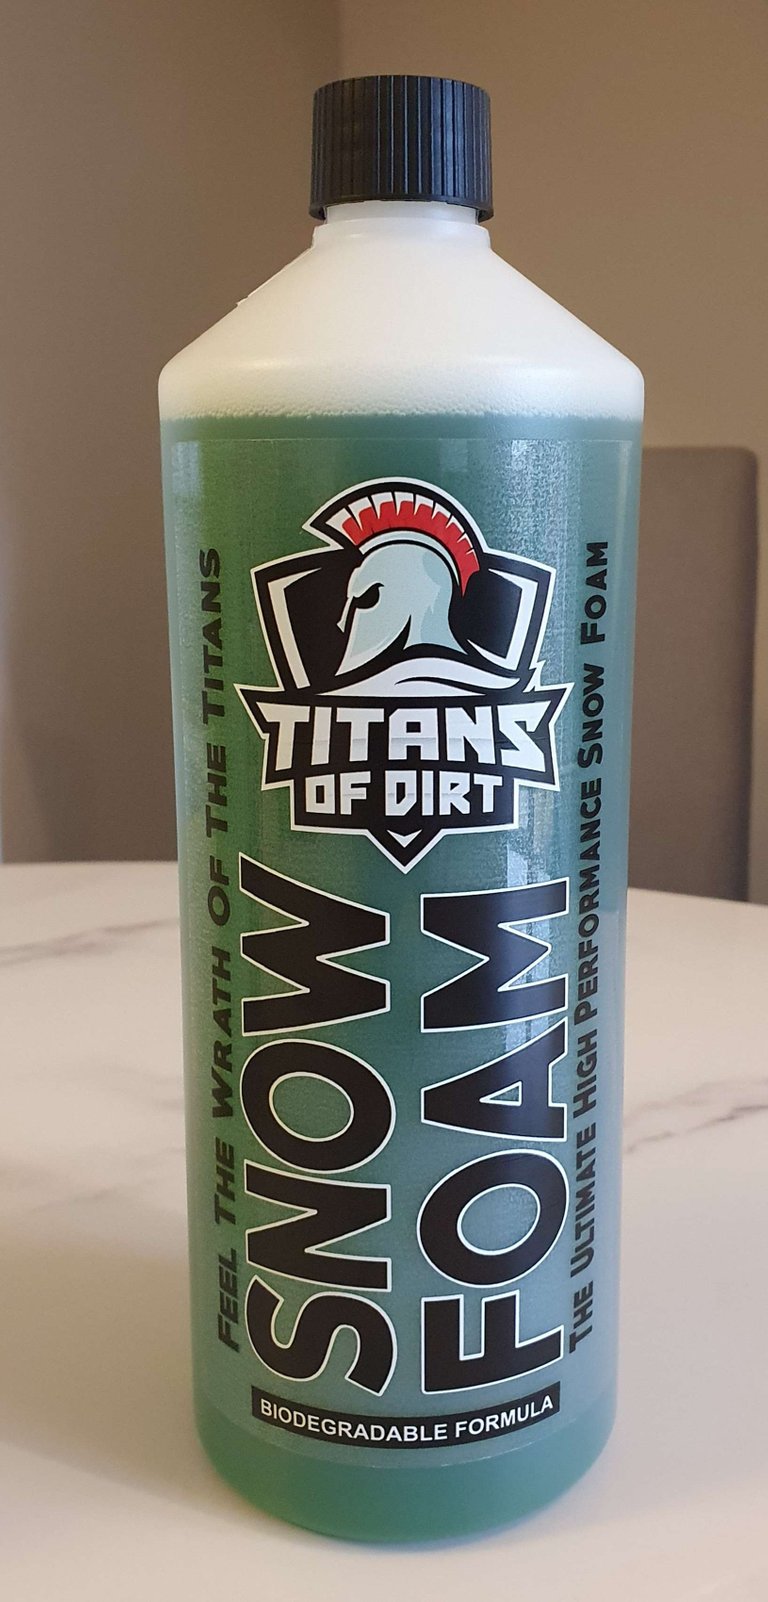 TITANS
OF DIRT
FEEL THE WRATH OF THE TITANS
SNOW
FOAM
THE ULTIMATE HIGH PERFORMANCE SNOW FOAM
BIODEGRADABLE FORMULA